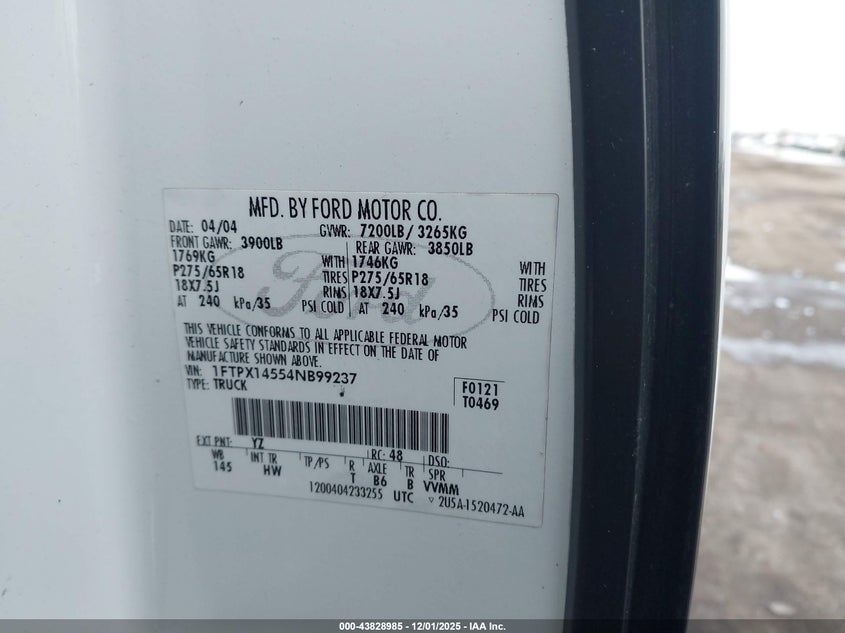 MFD. BY FORD MOTOR CO.
DATE: 04/04 GVWR: 7200LB/ 3265KG
FRONT GAWR: 3900LB REAR GAWR: 3850LB
1769KG WITH 1746KG WITH
P275/65R18 TIRES P275/65R18 TIRES
18X7.5J RIMS 18X7.5J RIMS
AT 240 kPa/35 PSI COLD AT 240 kPa/35 PSI COLD
Ford
THIS VEHICLE CONFORMS TO ALL APPLICABLE FEDERAL MOTOR
VEHICLE SAFETY STANDARDS IN EFFECT ON THE DATE OF
MANUFACTURE SHOWN ABOVE.
VIN: 1FTPX14554NB99237
TYPE: TRUCK
F0121
T0469
EXT PNT: YZ RC: 48 DSO:
WB INT TR TP/PS R AXLE TR SPR
145 HW T B6 B VVMM
1200404233255 UTC ▽ 2U5A-1520472-AA
000-43828985 - 12/01/2025 - IAA Inc.